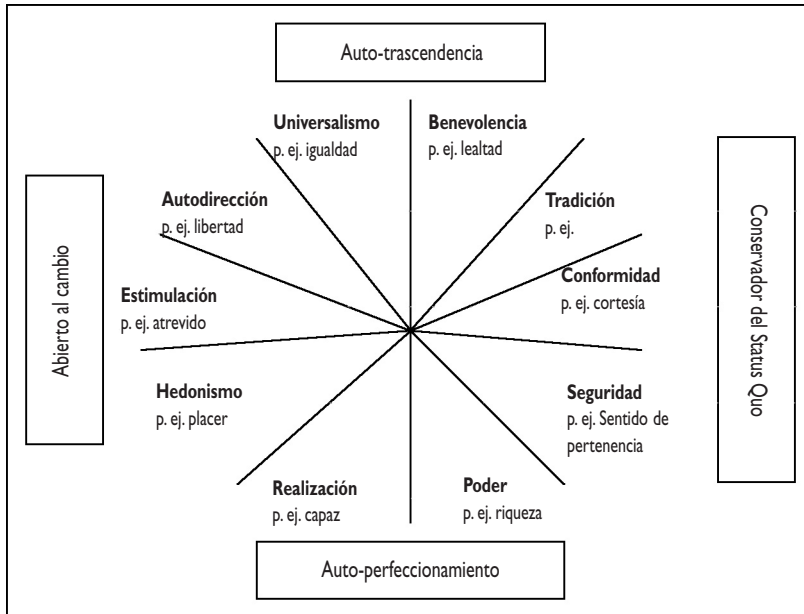 Auto-trascendencia
Universalismo
p. ej. igualdad
Benevolencia
p. ej. lealtad
Autodirección
p. ej. libertad
Tradición
p. ej.
Estimulación
p. ej. atrevido
Conformidad
p. ej. cortesía
Hedonismo
p. ej. placer
Seguridad
p. ej. Sentido de
pertenencia
Realización
p. ej. capaz
Poder
p. ej. riqueza
Abierto al cambio
Conservador del Status Quo
Auto-perfeccionamiento